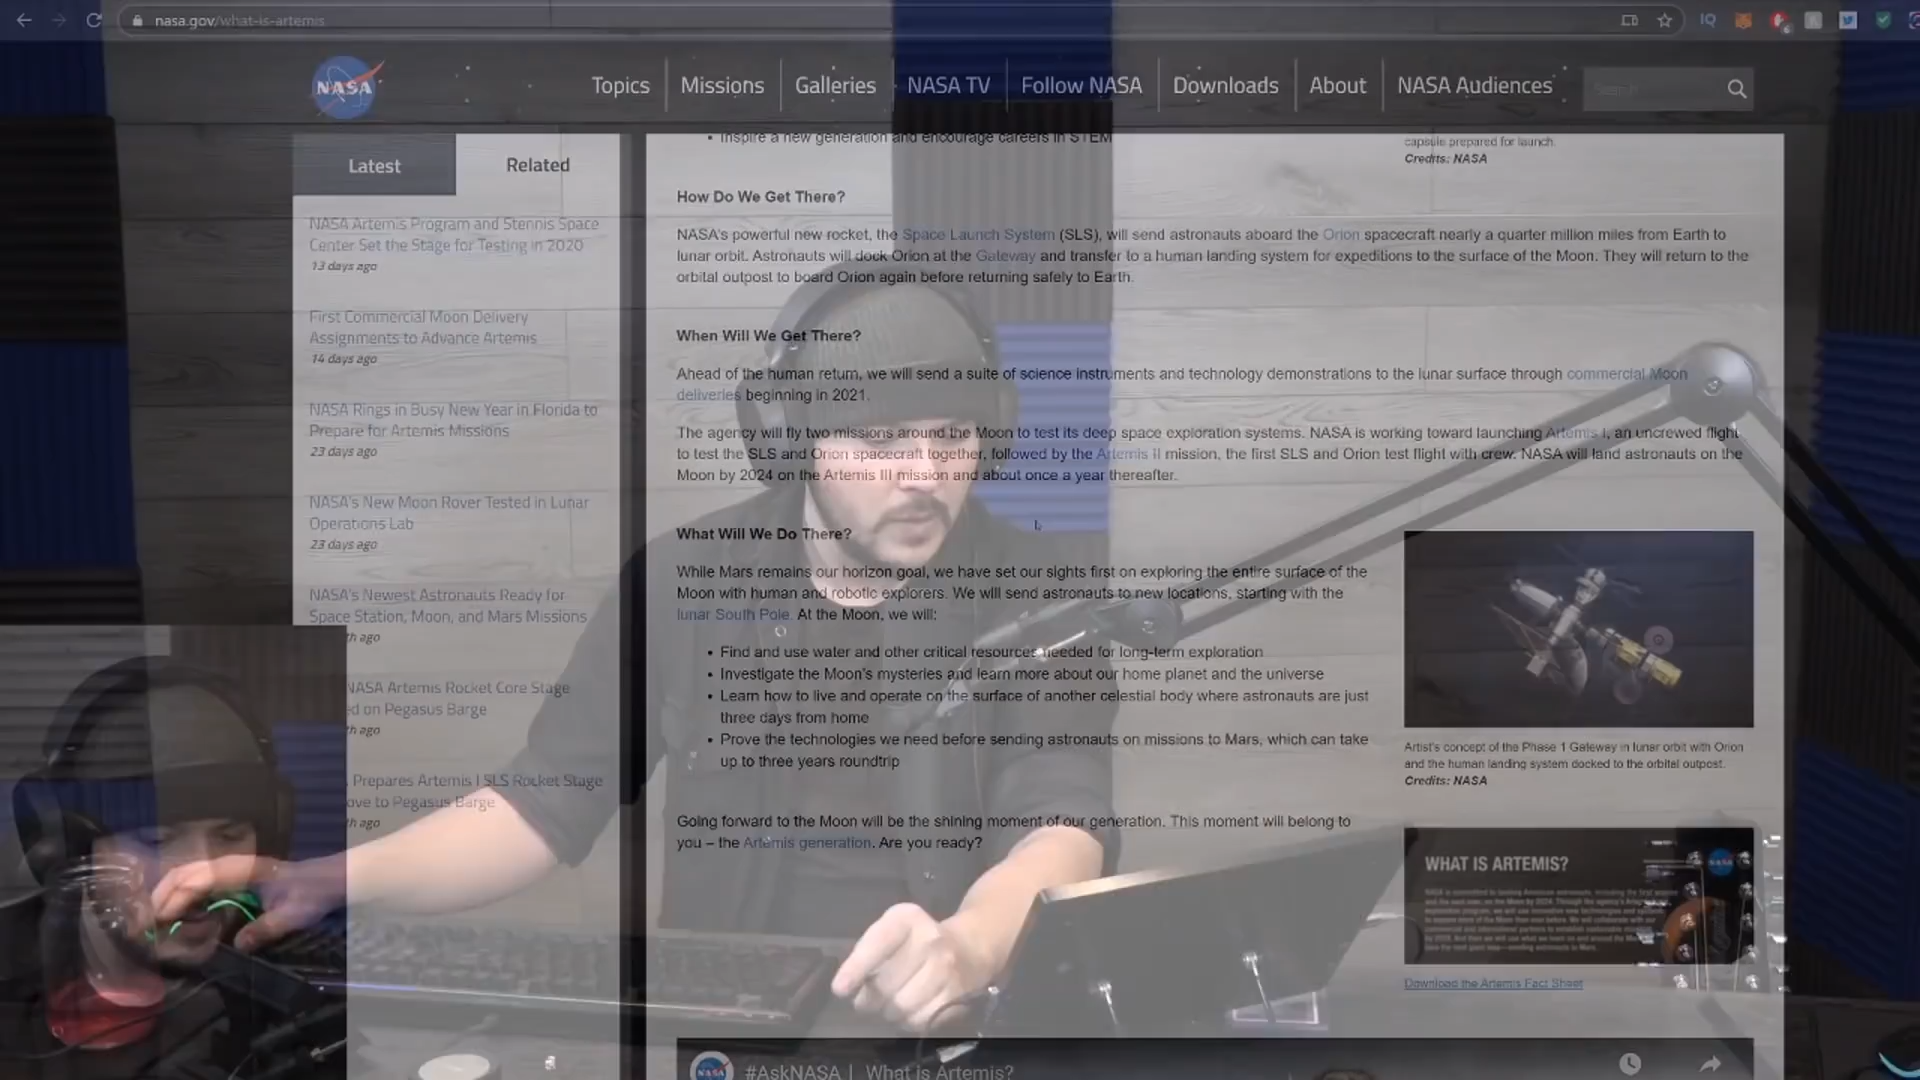 nasa.gov/what-is-artemis
NASA
Topics
Missions
Galleries
NASA TV
Follow NASA
Downloads
About
NASA Audiences
Search
Latest
Related
NASA Artemis Program and Stennis Space
Center Set the Stage for Testing in 2020
13 days ago
First Commercial Moon Delivery
Assignments to Advance Artemis
14 days ago
NASA Rings in Busy New Year in Florida to
Prepare for Artemis Missions
23 days ago
NASA's New Moon Rover Tested in Lunar
Operations Lab
23 days ago
NASA's Newest Astronauts Ready for
Space Station, Moon, and Mars Missions
th ago
NASA Artemis Rocket Core Stage
ed on Pegasus Barge
th ago
Prepares Artemis I SLS Rocket Stage
ove to Pegasus Barge
th ago
• Inspire a new generation and encourage careers in STEM
capsule prepared for launch.
Credits: NASA
How Do We Get There?
NASA's powerful new rocket, the Space Launch System (SLS), will send astronauts aboard the Orion spacecraft nearly a quarter million miles from Earth to
lunar orbit. Astronauts will dock Orion at the Gateway and transfer to a human landing system for expeditions to the surface of the Moon. They will return to the
orbital outpost to board Orion again before returning safely to Earth.
When Will We Get There?
Ahead of the human return, we will send a suite of science instruments and technology demonstrations to the lunar surface through commercial Moon
deliveries beginning in 2021.
The agency will fly two missions around the Moon to test its deep space exploration systems. NASA is working toward launching Artemis I, an uncrewed flight
to test the SLS and Orion spacecraft together, followed by the Artemis II mission, the first SLS and Orion test flight with crew. NASA will land astronauts on the
Moon by 2024 on the Artemis III mission and about once a year thereafter.
What Will We Do There?
While Mars remains our horizon goal, we have set our sights first on exploring the entire surface of the
Moon with human and robotic explorers. We will send astronauts to new locations, starting with the
lunar South Pole. At the Moon, we will:
• Find and use water and other critical resources needed for long-term exploration
• Investigate the Moon's mysteries and learn more about our home planet and the universe
• Learn how to live and operate on the surface of another celestial body where astronauts are just
three days from home
• Prove the technologies we need before sending astronauts on missions to Mars, which can take
up to three years roundtrip
Going forward to the Moon will be the shining moment of our generation. This moment will belong to
you – the Artemis generation. Are you ready?
Artist's concept of the Phase 1 Gateway in lunar orbit with Orion
and the human landing system docked to the orbital outpost.
Credits: NASA
WHAT IS ARTEMIS?
Download the Artemis Fact Sheet
#AskNASA | What is Artemis?